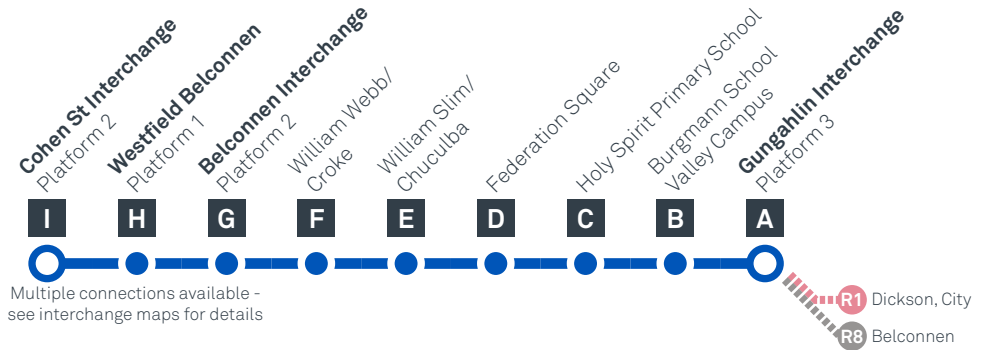 Cohen St Interchange
Platform 2
Westfield Belconnen
Platform 1
Belconnen Interchange
Platform 2
William Webb/
Croke
William Slim/
Chuculba
Federation Square
Holy Spirit Primary School
Burgmann School
Valley Campus
Gungahlin Interchange
Platform 3
I
H
G
F
E
D
C
B
A
Multiple connections available -
see interchange maps for details
R1 Dickson, City
R8 Belconnen